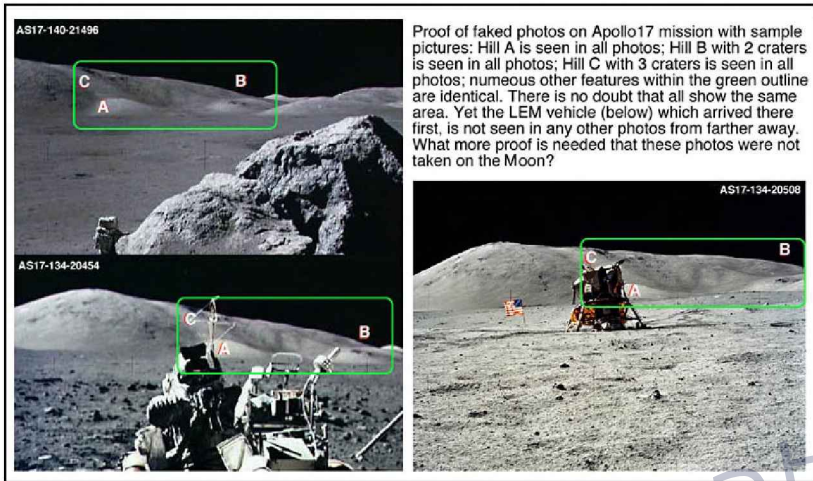 AS17-140-21496
C
B
A
AS17-134-20454
C
A
B
Proof of faked photos on Apollo17 mission with sample
pictures: Hill A is seen in all photos; Hill B with 2 craters
is seen in all photos; Hill C with 3 craters is seen in all
photos; numeous other features within the green outline
are identical. There is no doubt that all show the same
area. Yet the LEM vehicle (below) which arrived there
first, is not seen in any other photos from farther away.
What more proof is needed that these photos were not
taken on the Moon?
AS17-134-20508
C
B
A